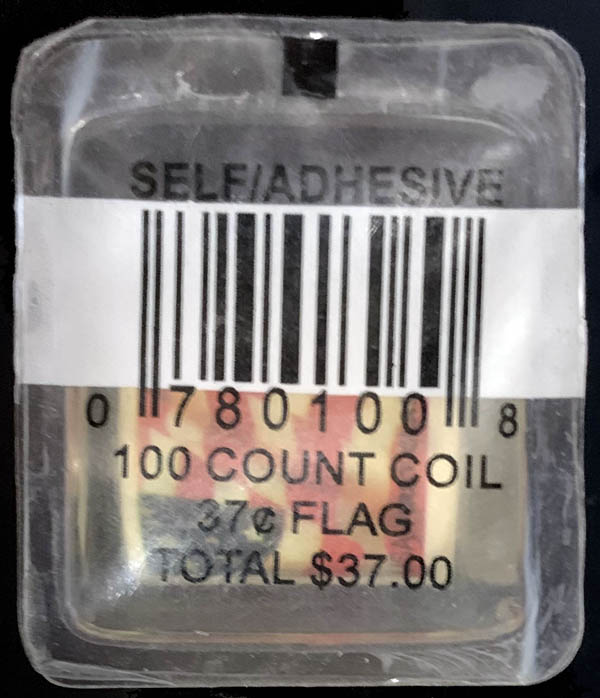 SELF/ADHESIVE
0 780100 8
100 COUNT COIL
37¢ FLAG
TOTAL $37.00